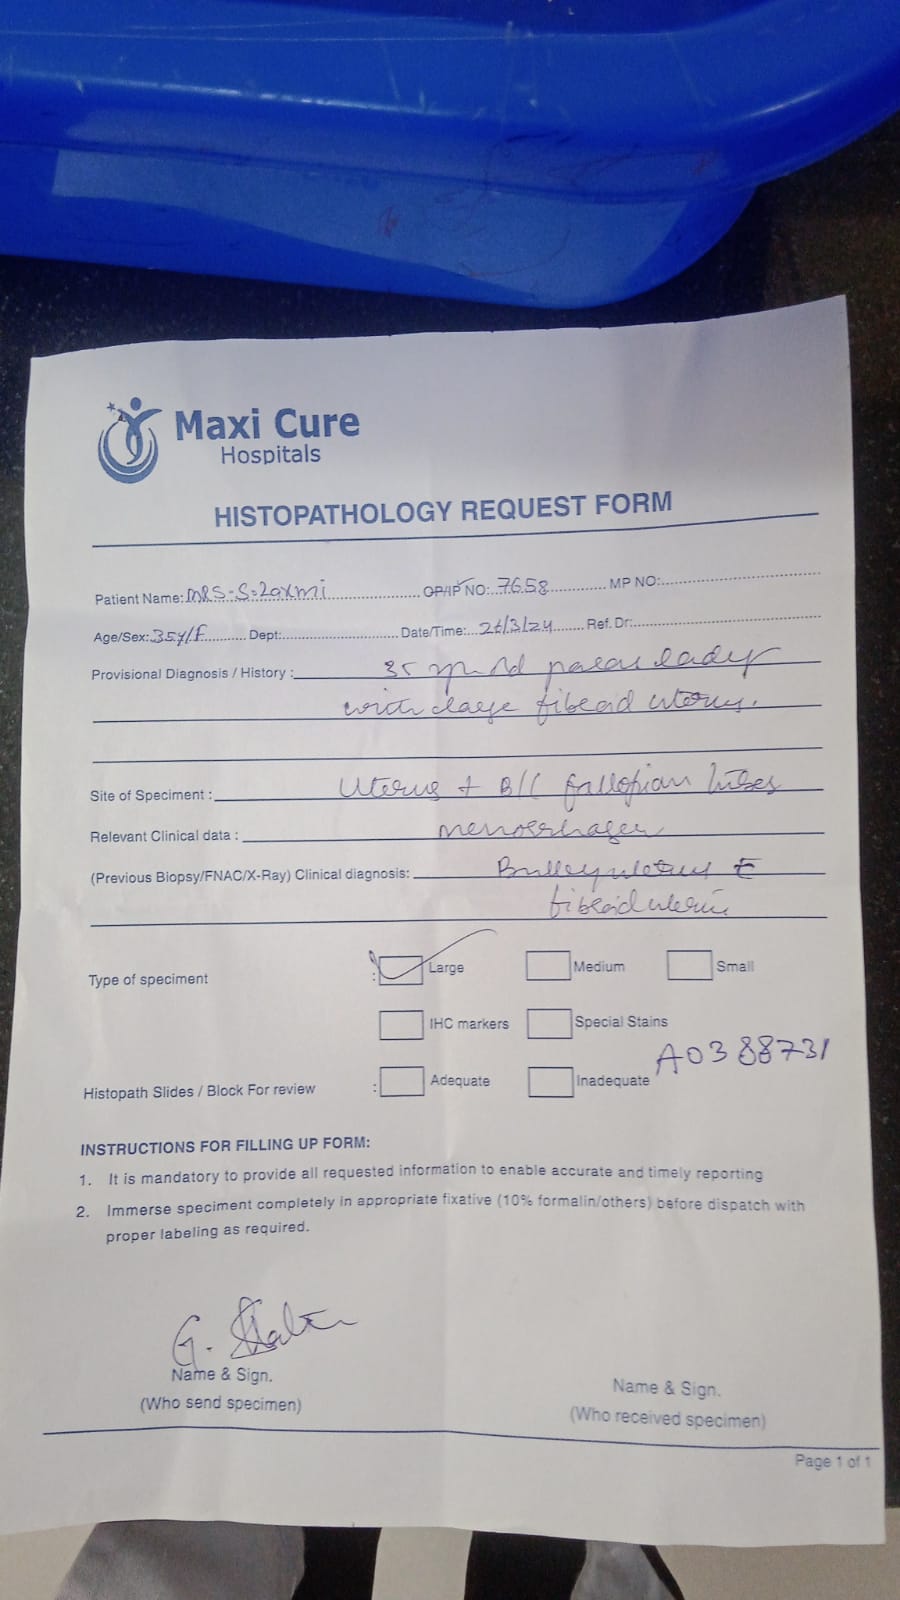 Maxi Cure
Hospitals
HISTOPATHOLOGY REQUEST FORM
Patient Name: MRS-S.Laxmi OP/IP NO: 7658 MP NO:
Age/Sex: 35y/F Dept: Date/Time: 26/3/24 Ref. Dr:
Provisional Diagnosis / History : 35 old lady
with large fibroid uterus.
Site of Specimen : Uterus + B/L fallopian tubes
Relevant Clinical data :
(Previous Biopsy/FNAC/X-Ray) Clinical diagnosis: Bulky uterus c̄
fibroid
Type of specimen : Large Medium Small
IHC markers Special Stains
A0388731
Histopath Slides / Block For review : Adequate Inadequate
INSTRUCTIONS FOR FILLING UP FORM:
1. It is mandatory to provide all requested information to enable accurate and timely reporting
2. Immerse speciment completely in appropriate fixative (10% formalin/others) before dispatch with
proper labeling as required.
G.
Name & Sign. Name & Sign.
(Who send specimen) (Who received specimen)
Page 1 of 1